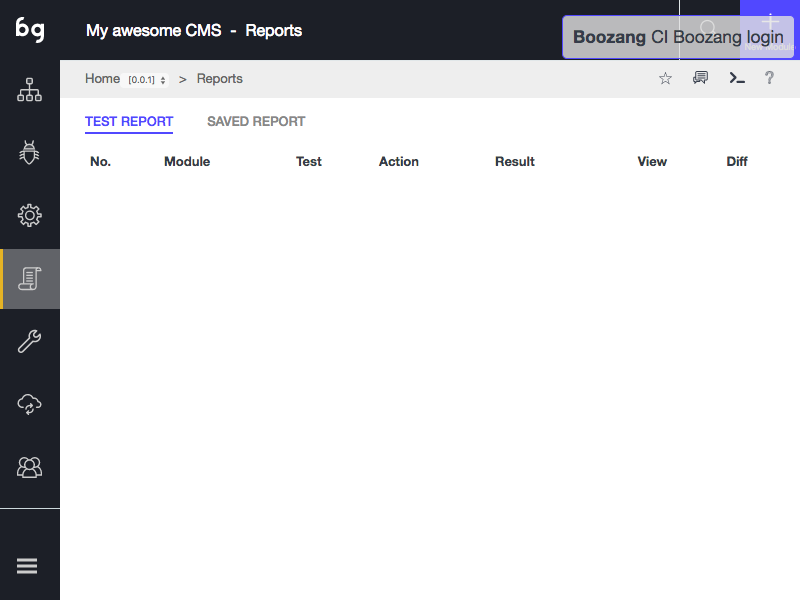 bg
My awesome CMS - Reports
Boozang CI Boozang login
New Module
Home [0.0.1] > Reports
?
TEST REPORT SAVED REPORT
No. Module Test Action Result View Diff